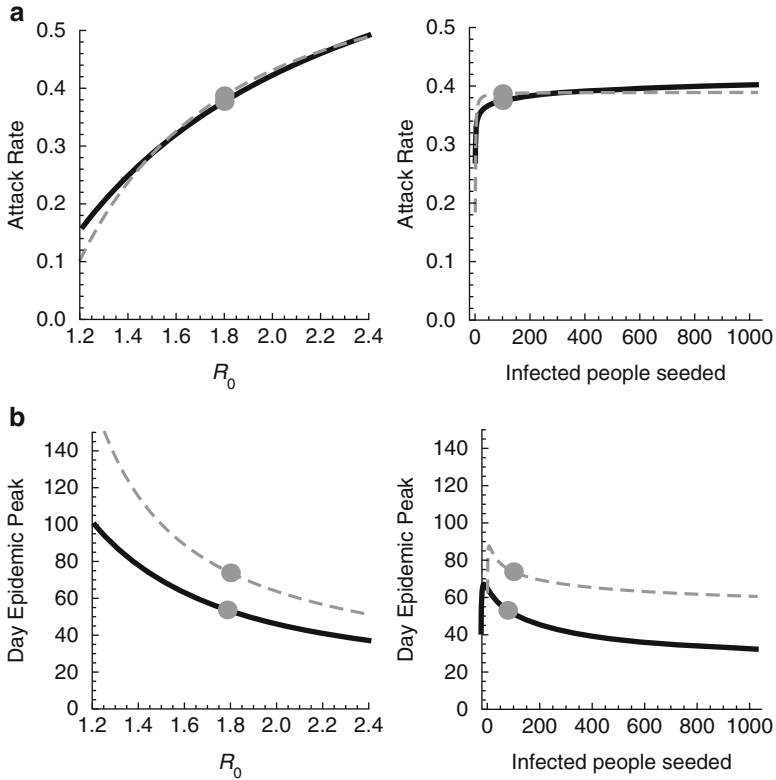 a
0.5
0.4
0.3
0.2
0.1
0.0
Attack Rate
1.2 1.4 1.6 1.8 2.0 2.2 2.4
R0
0.5
0.4
0.3
0.2
0.1
0.0
Attack Rate
0 200 400 600 800 1000
Infected people seeded
b
140
120
100
80
60
40
20
0
Day Epidemic Peak
1.2 1.4 1.6 1.8 2.0 2.2 2.4
R0
140
120
100
80
60
40
20
0
Day Epidemic Peak
0 200 400 600 800 1000
Infected people seeded